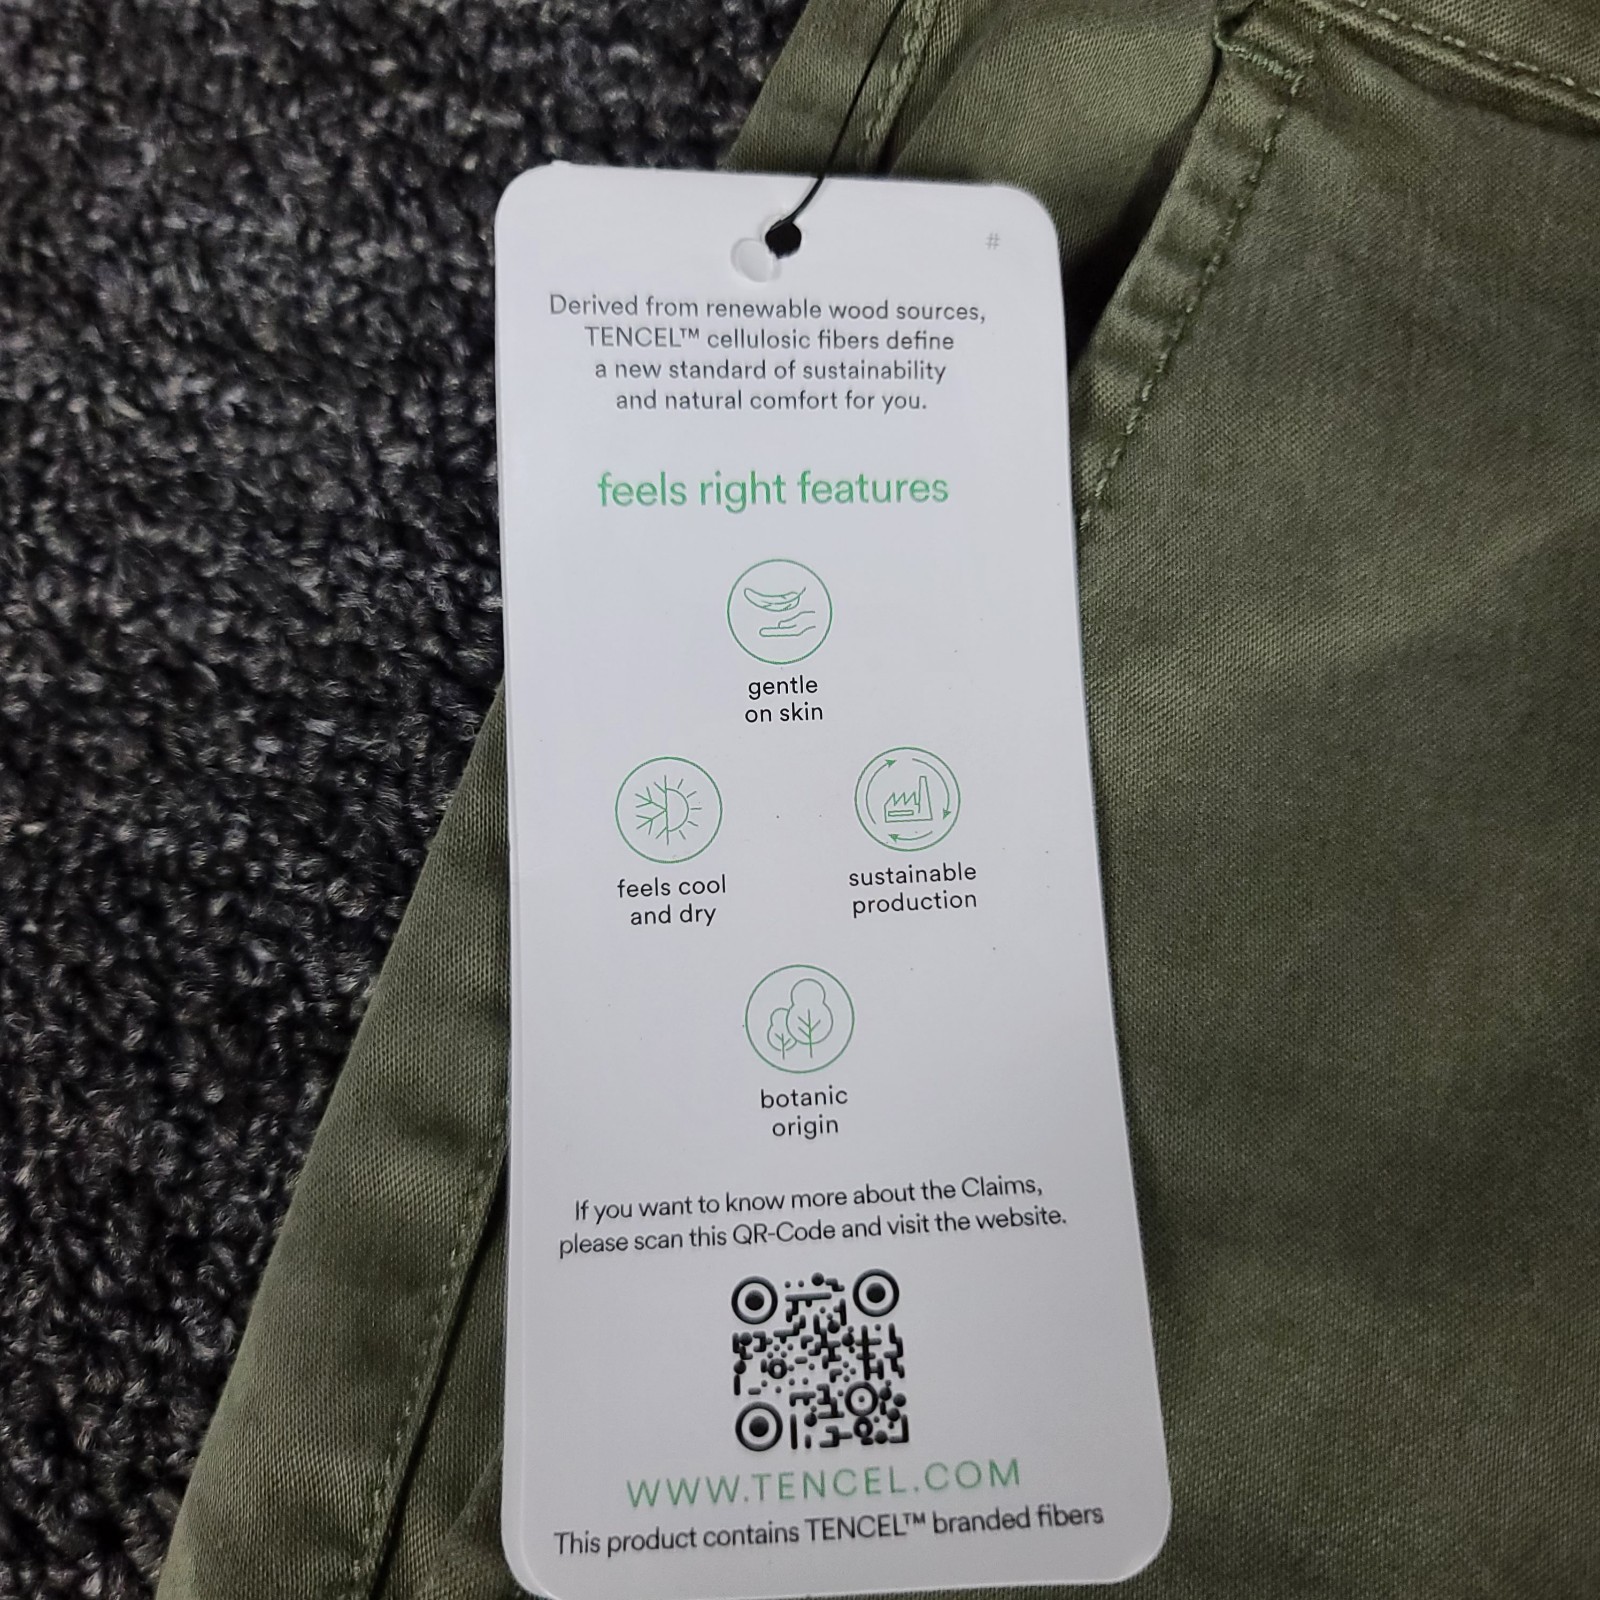 #
Derived from renewable wood sources,
TENCEL™ cellulosic fibers define
a new standard of sustainability
and natural comfort for you.
feels right features
gentle
on skin
feels cool
and dry
sustainable
production
botanic
origin
If you want to know more about the Claims,
please scan this QR-Code and visit the website.
WWW.TENCEL.COM
This product contains TENCEL™ branded fibers